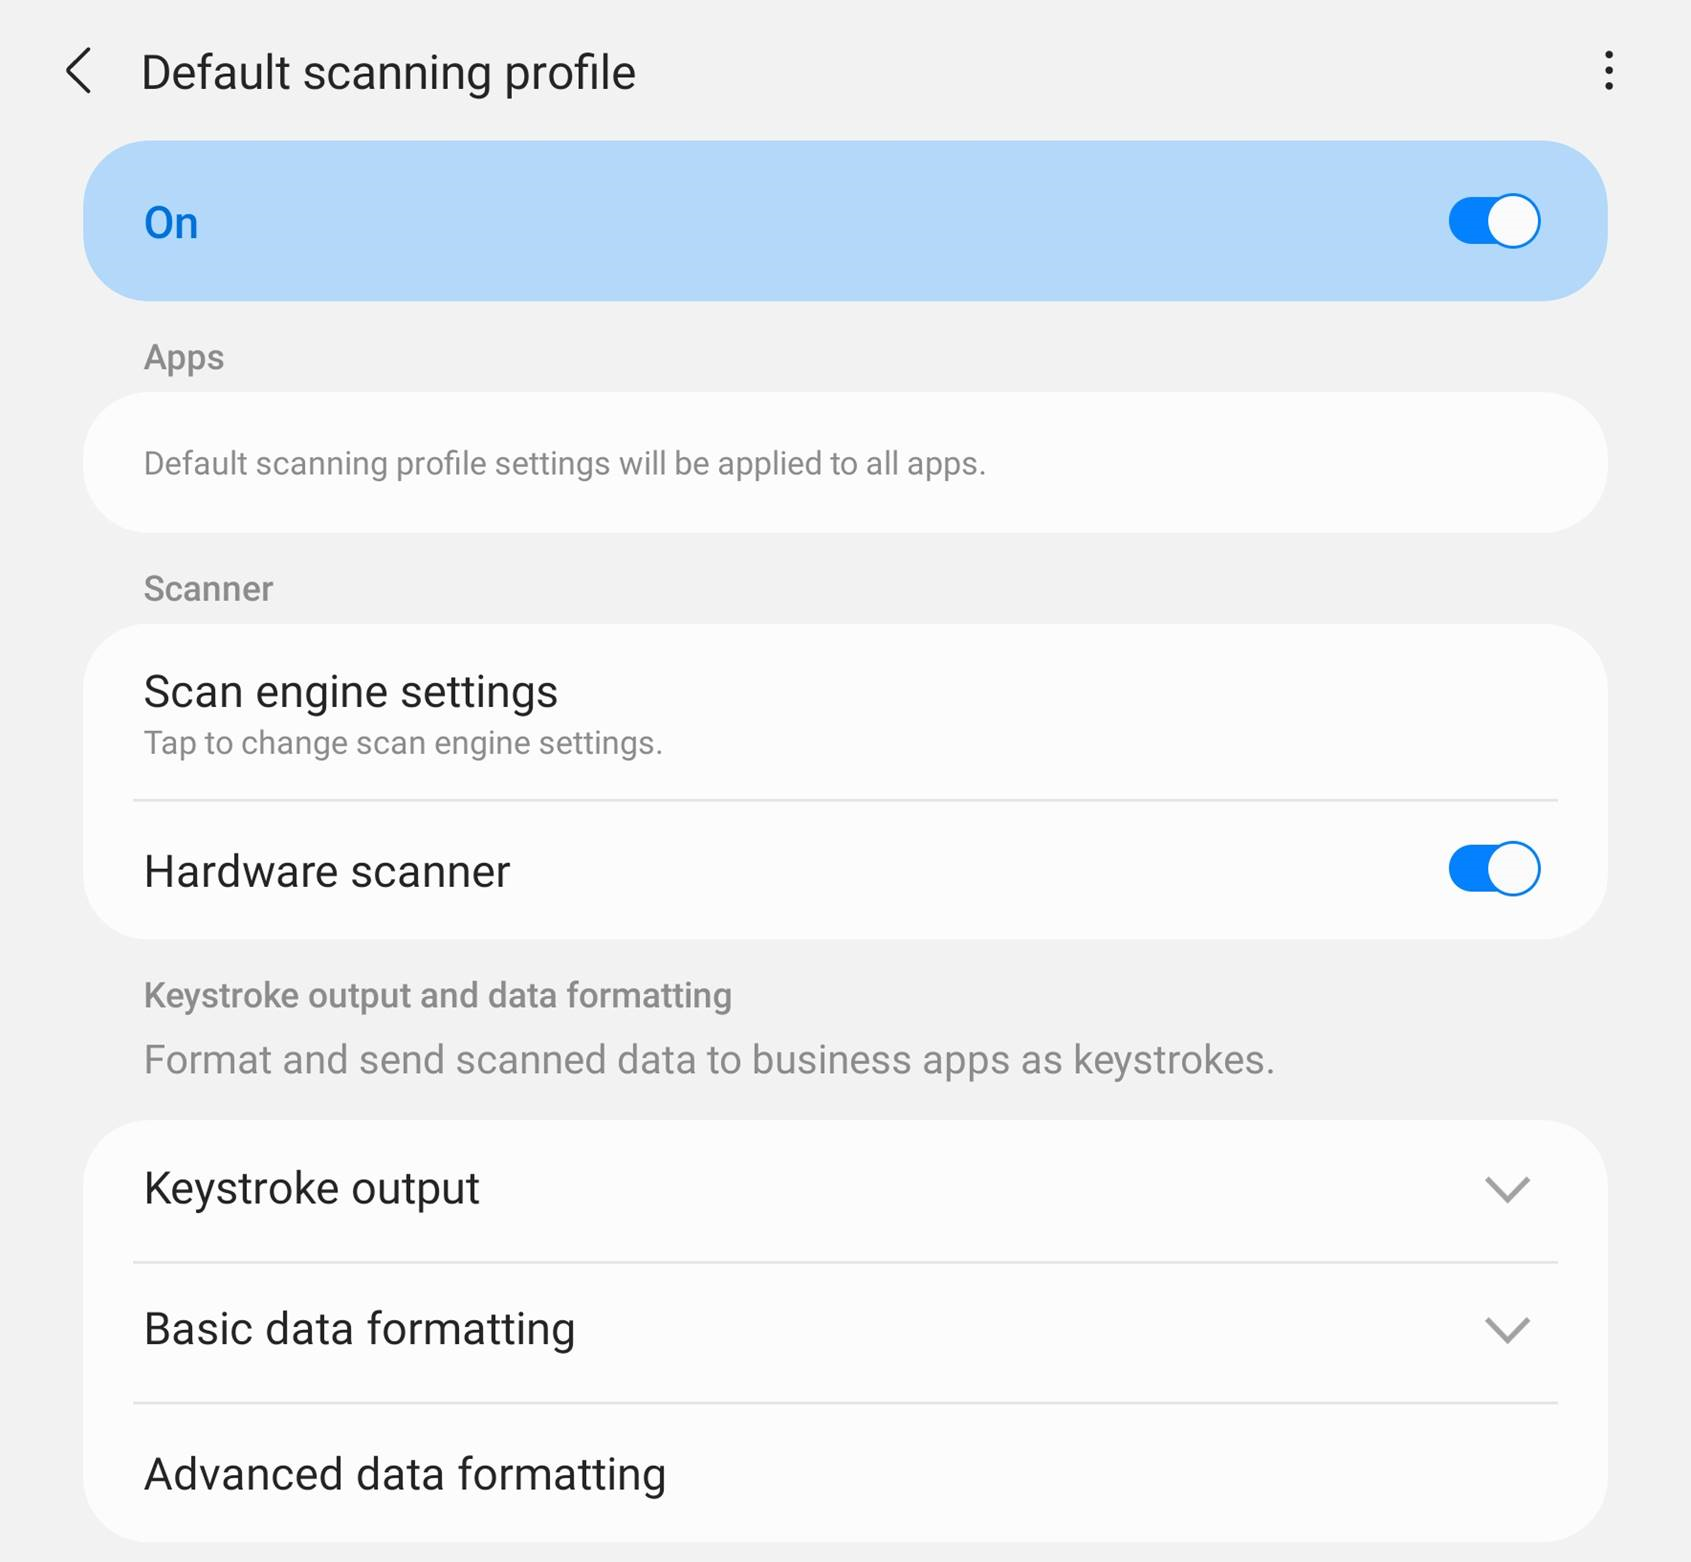 Default scanning profile
On
Apps
Default scanning profile settings will be applied to all apps.
Scanner
Scan engine settings
Tap to change scan engine settings.
Hardware scanner
Keystroke output and data formatting
Format and send scanned data to business apps as keystrokes.
Keystroke output
Basic data formatting
Advanced data formatting